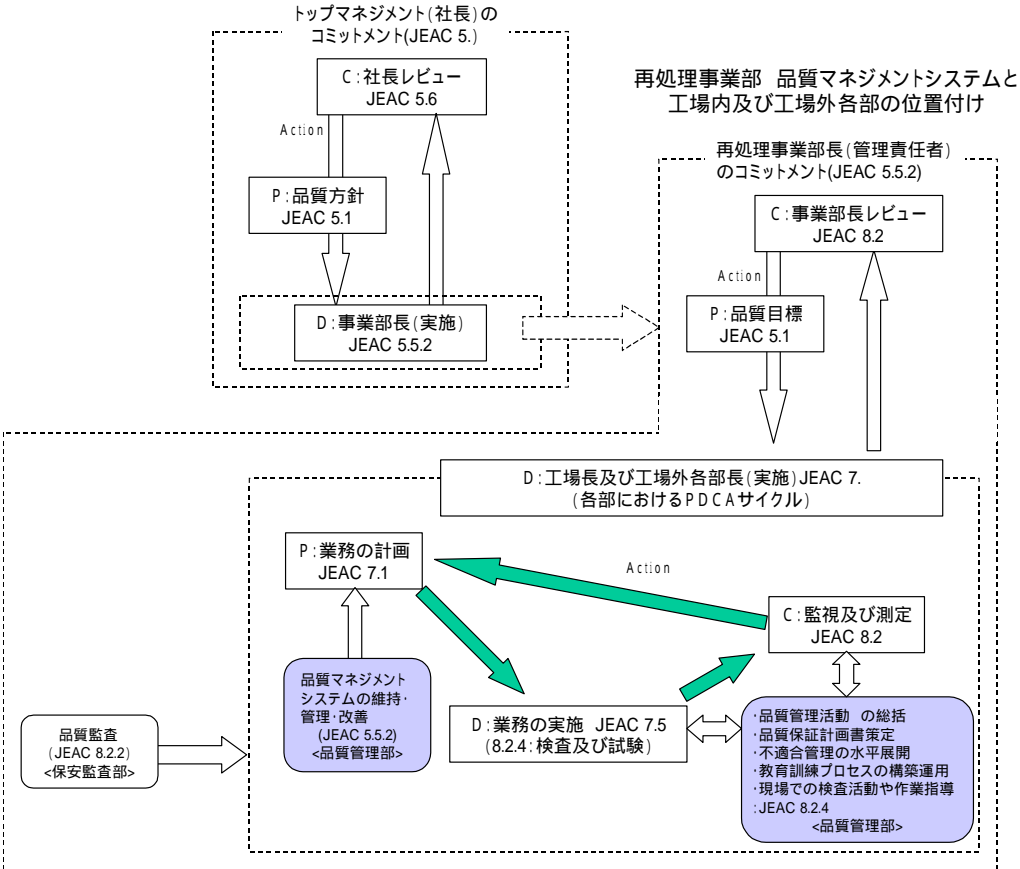 トップマネジメント(社長)の
コミットメント(JEAC 5.)
C:社長レビュー
JEAC 5.6
Action
P:品質方針
JEAC 5.1
D:事業部長(実施)
JEAC 5.5.2
再処理事業部 品質マネジメントシステムと
工場内及び工場外各部の位置付け
再処理事業部長(管理責任者)
のコミットメント(JEAC 5.5.2)
C:事業部長レビュー
JEAC 8.2
Action
P:品質目標
JEAC 5.1
D:工場長及び工場外各部長(実施)JEAC 7.
(各部におけるPDCAサイクル)
P:業務の計画
JEAC 7.1
Action
C:監視及び測定
JEAC 8.2
品質マネジメント
システムの維持・
管理・改善
(JEAC 5.5.2)
<品質管理部>
D:業務の実施 JEAC 7.5
(8.2.4:検査及び試験)
・品質管理活動 の総括
・品質保証計画書策定
・不適合管理の水平展開
・教育訓練プロセスの構築運用
・現場での検査活動や作業指導
:JEAC 8.2.4
<品質管理部>
品質監査
(JEAC 8.2.2)
<保安監査部>